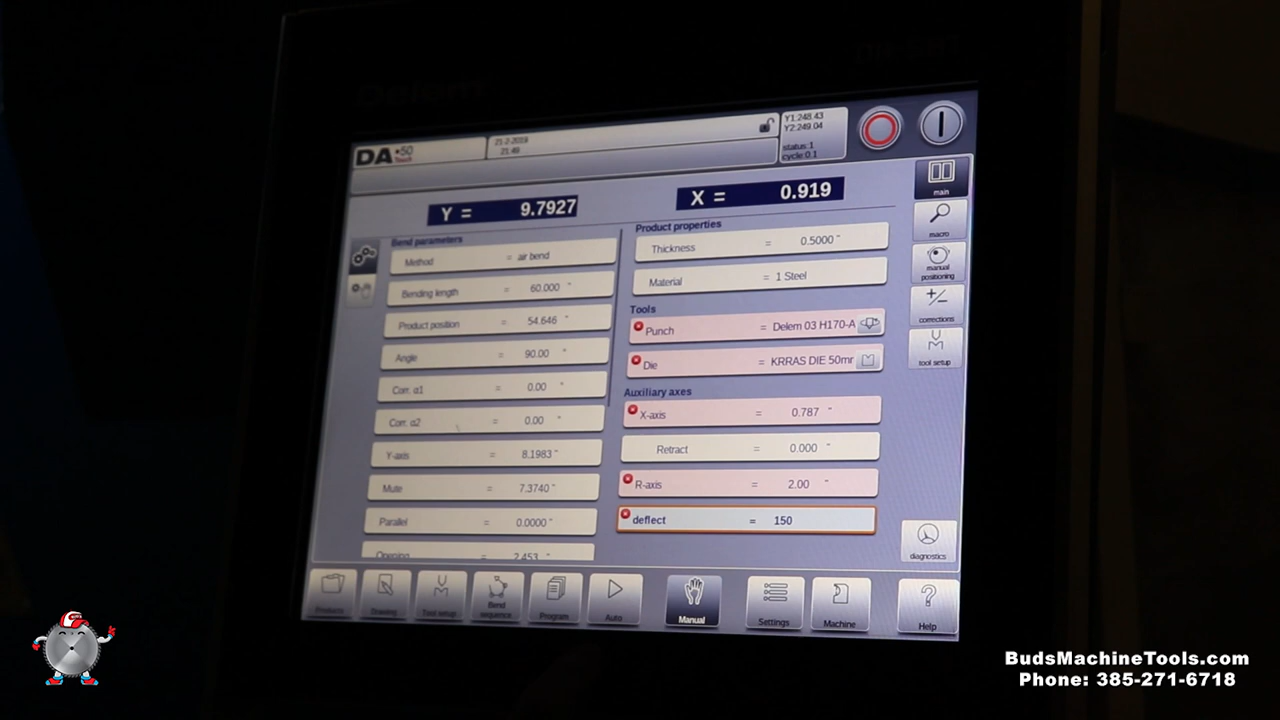 DA •50
Touch
21-2-2019
21:49
Y1:248.43
Y2:249.04
status:1
cycle:0.1
Y = 9.7927
X = 0.919
main
macro
manual
positioning
corrections
tool setup
diagnostics
Bend parameters
Method = air bend
Bending length = 60.000 "
Product position = 54.646 "
Angle = 90.00 °
Corr. α1 = 0.00 °
Corr. α2 = 0.00 °
Y-axis = 8.1983 "
Mute = 7.3740 "
Parallel = 0.0000 "
Opening = 2.453 "
Product properties
Thickness = 0.5000 "
Material = 1 Steel
Tools
Punch = Delem 03 H170-A
Die = KRRAS DIE 50mr
Auxiliary axes
X-axis = 0.787 "
Retract = 0.000 "
R-axis = 2.00 "
deflect = 150
Products
Drawing
Tool setup
Bend
sequence
Program
Auto
Manual
Settings
Machine
Help
BudsMachineTools.com
Phone: 385-271-6718